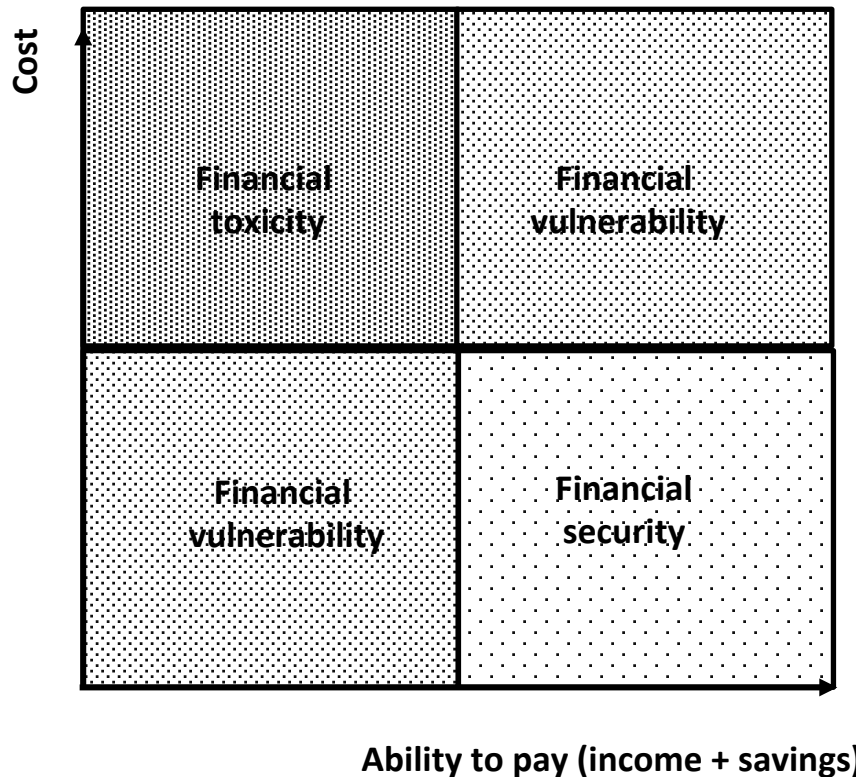 Cost
Financial
toxicity
Financial
vulnerability
Financial
vulnerability
Financial
security
Ability to pay (income + savings)